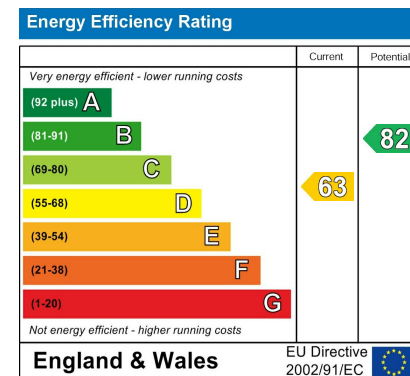 Energy Efficiency Rating
Current Potential
Very energy efficient - lower running costs
(92 plus) A
(81-91) B
82
(69-80) C
63
(55-68) D
(39-54) E
(21-38) F
(1-20) G
Not energy efficient - higher running costs
England & Wales
EU Directive
2002/91/EC